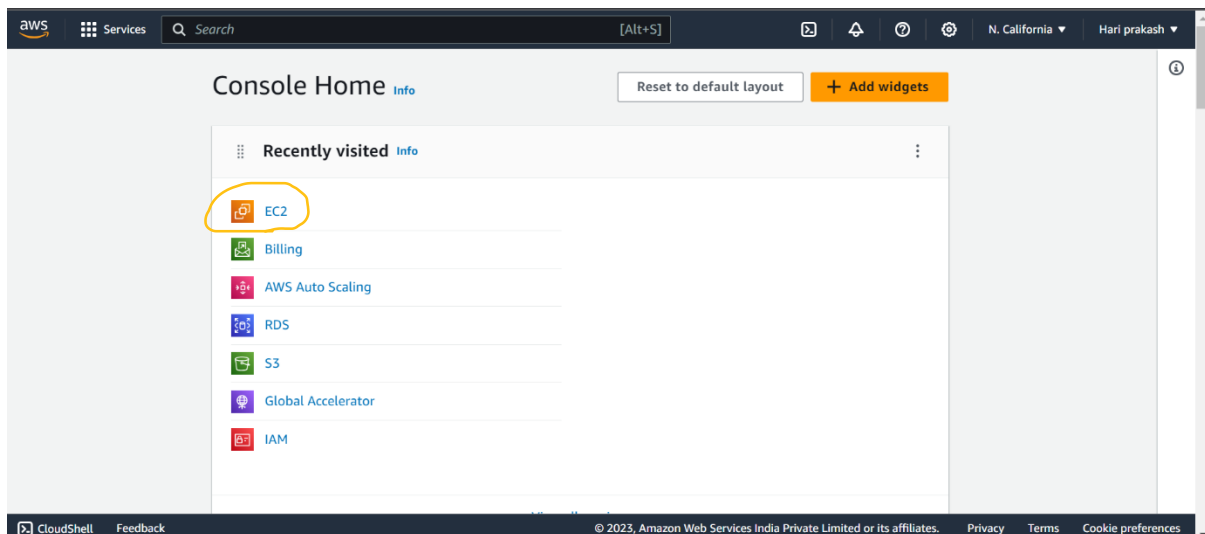 aws Services Search [Alt+S] N. California Hari prakash
Console Home Info Reset to default layout + Add widgets
Recently visited Info
EC2
Billing
AWS Auto Scaling
RDS
S3
Global Accelerator
IAM
CloudShell Feedback © 2023, Amazon Web Services India Private Limited or its affiliates. Privacy Terms Cookie preferences